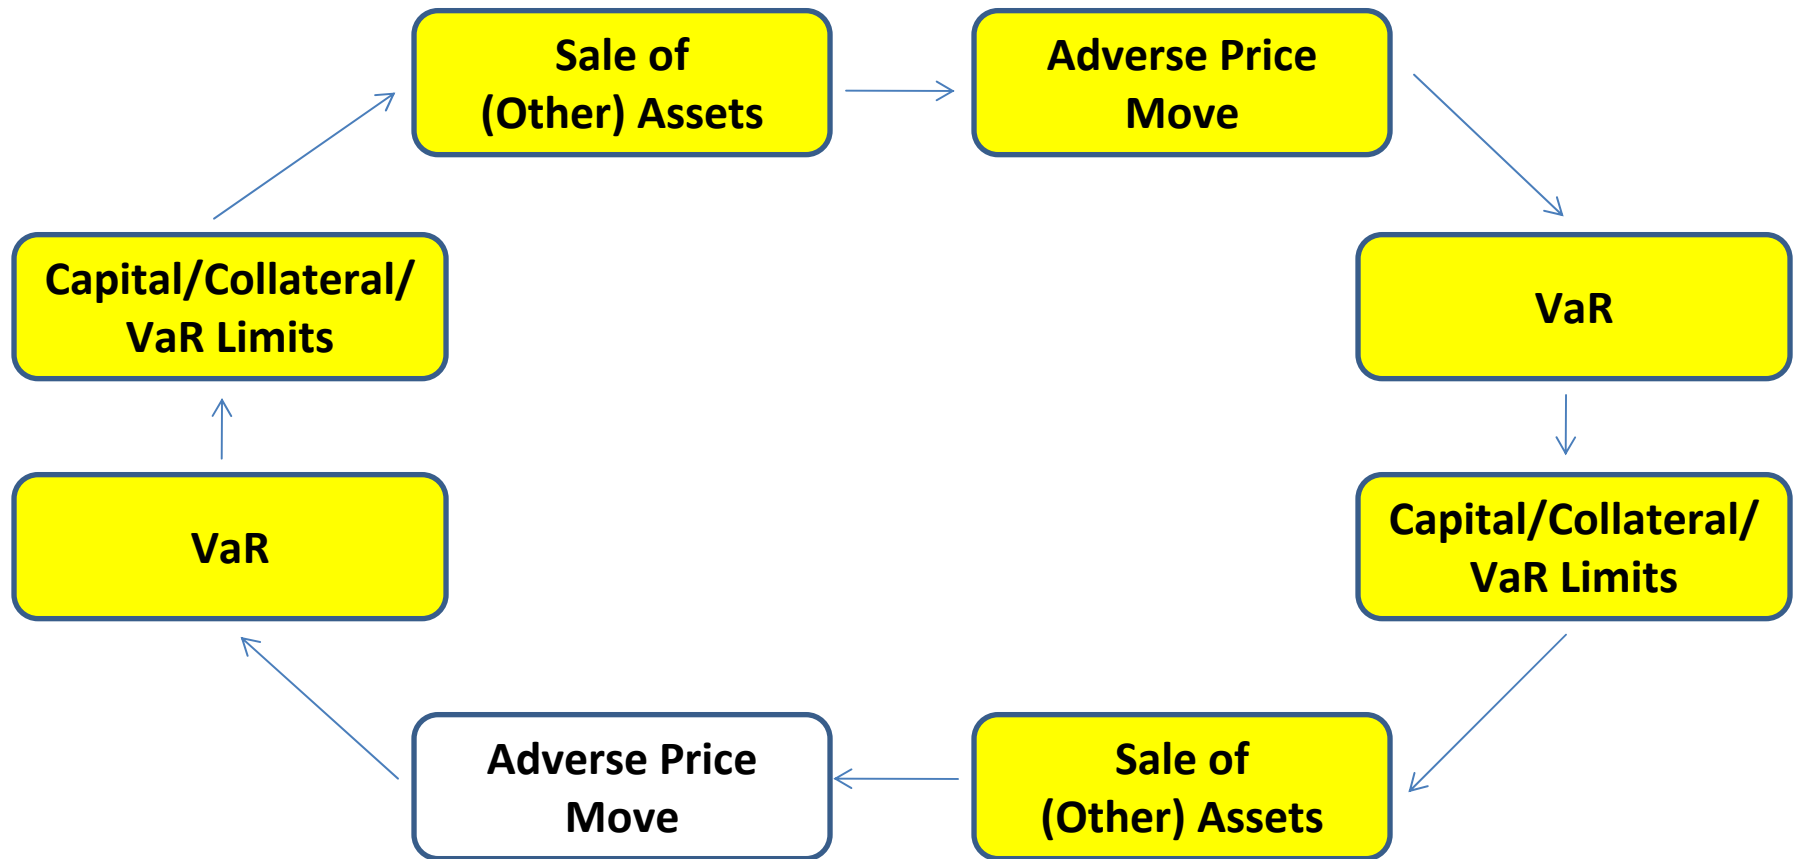 Sale of
(Other) Assets
Adverse Price
Move
Capital/Collateral/
VaR Limits
VaR
VaR
Capital/Collateral/
VaR Limits
Adverse Price
Move
Sale of
(Other) Assets